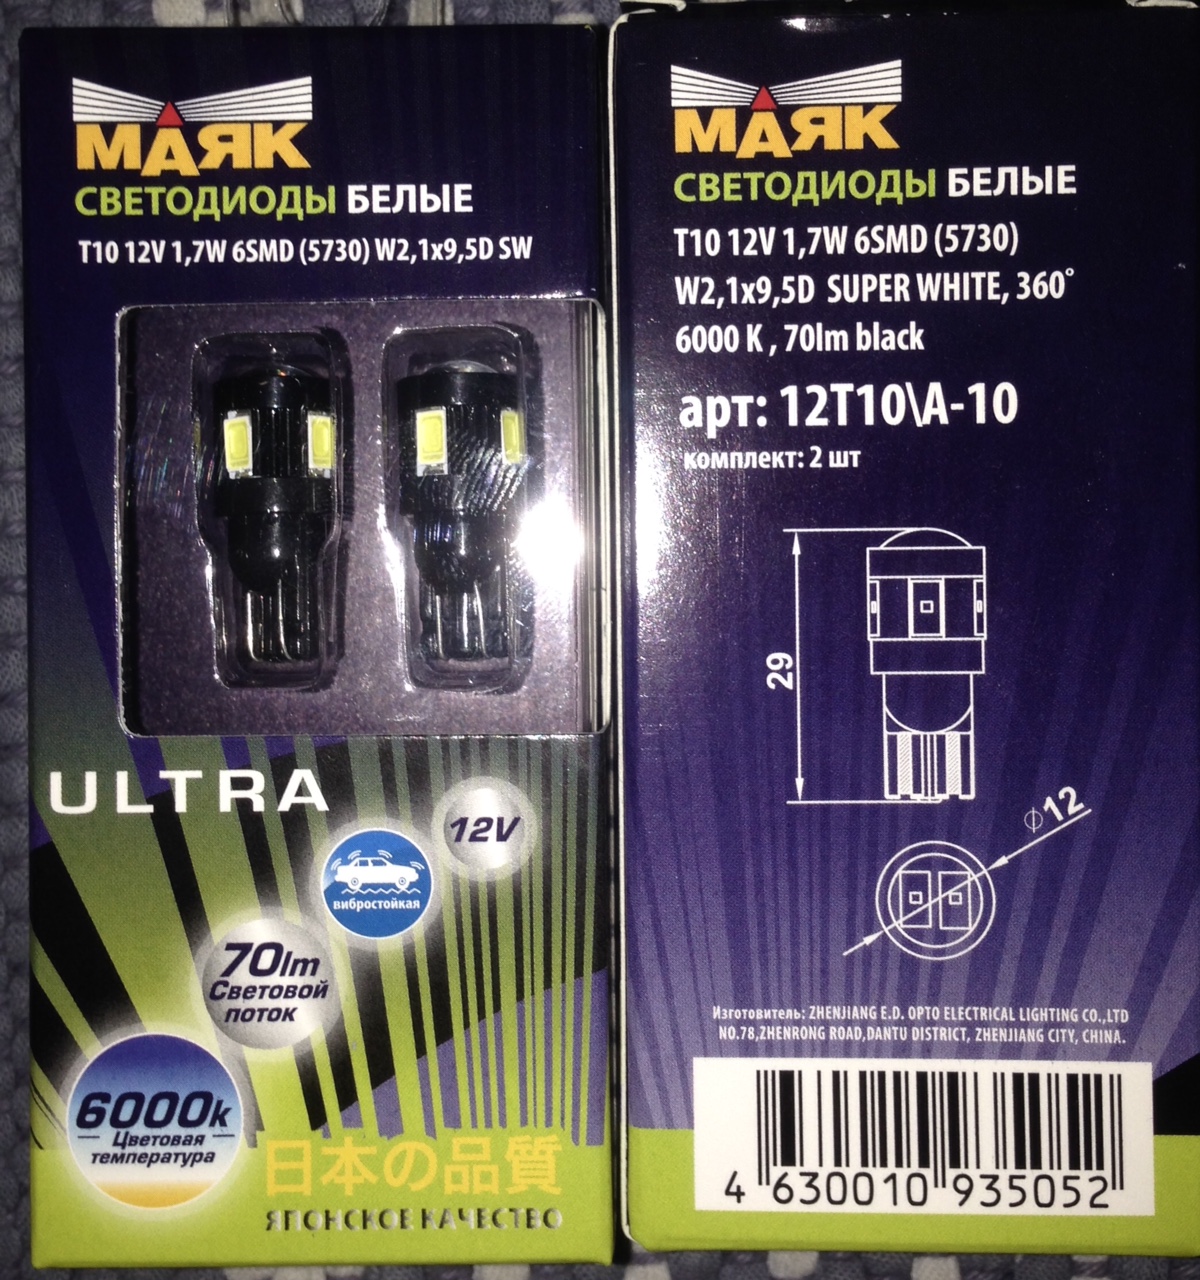 МАЯК
СВЕТОДИОДЫ БЕЛЫЕ
T10 12V 1,7W 6SMD (5730) W2,1x9,5D SW
ULTRA
12V
вибростойкая
70lm
Световой
поток
6000k
Цветовая
температура
日本の品質
ЯПОНСКОЕ КАЧЕСТВО
МАЯК
СВЕТОДИОДЫ БЕЛЫЕ
T10 12V 1,7W 6SMD (5730)
W2,1x9,5D SUPER WHITE, 360°
6000 K , 70lm black
арт: 12T10\A-10
комплект: 2 шт
29
⌀12
Изготовитель: ZHENJIANG E.D. OPTO ELECTRICAL LIGHTING CO.,LTD
NO.78,ZHENRONG ROAD,DANTU DISTRICT, ZHENJIANG CITY, CHINA.
4 630010 935052